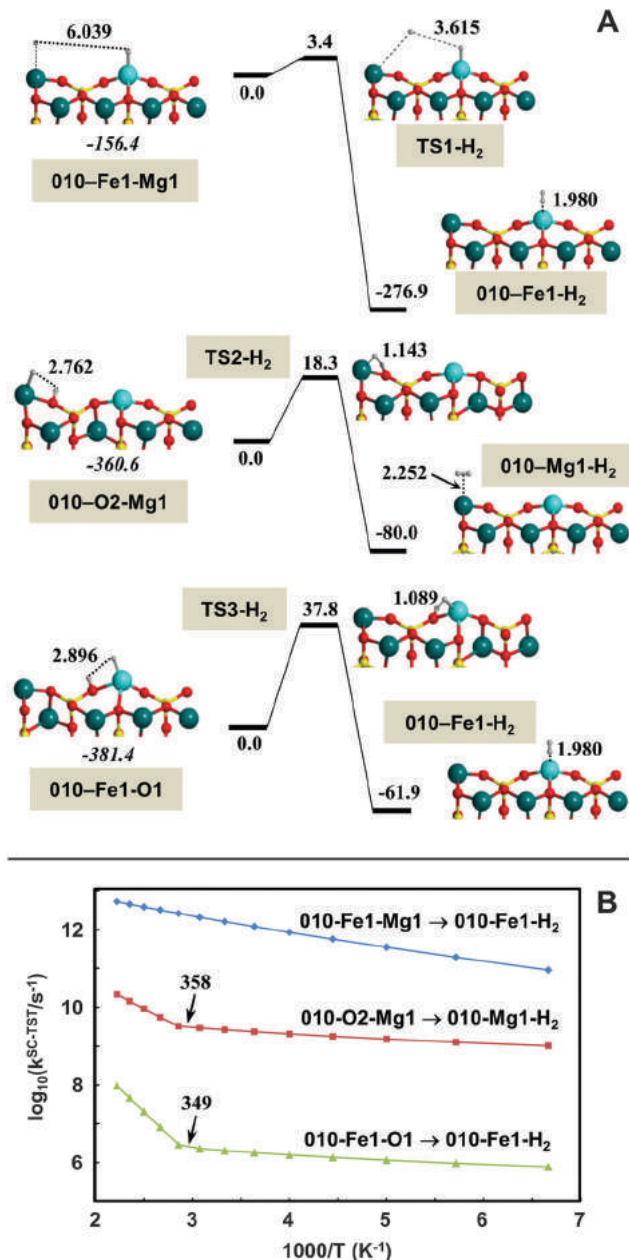 A
6.039
3.4
3.615
0.0
-156.4
TS1-H₂
010–Fe1-Mg1
1.980
-276.9
010–Fe1-H₂
TS2-H₂
18.3
1.143
2.762
0.0
-360.6
010–Mg1-H₂
2.252
010–O2-Mg1
-80.0
TS3-H₂
37.8
1.089
2.896
010–Fe1-H₂
0.0
-381.4
1.980
010–Fe1-O1
-61.9
B
12
10
8
6
log₁₀(k^SC-TST/s⁻¹)
010-Fe1-Mg1 → 010-Fe1-H₂
358
010-O2-Mg1 → 010-Mg1-H₂
349
010-Fe1-O1 → 010-Fe1-H₂
2 3 4 5 6 7
1000/T (K⁻¹)